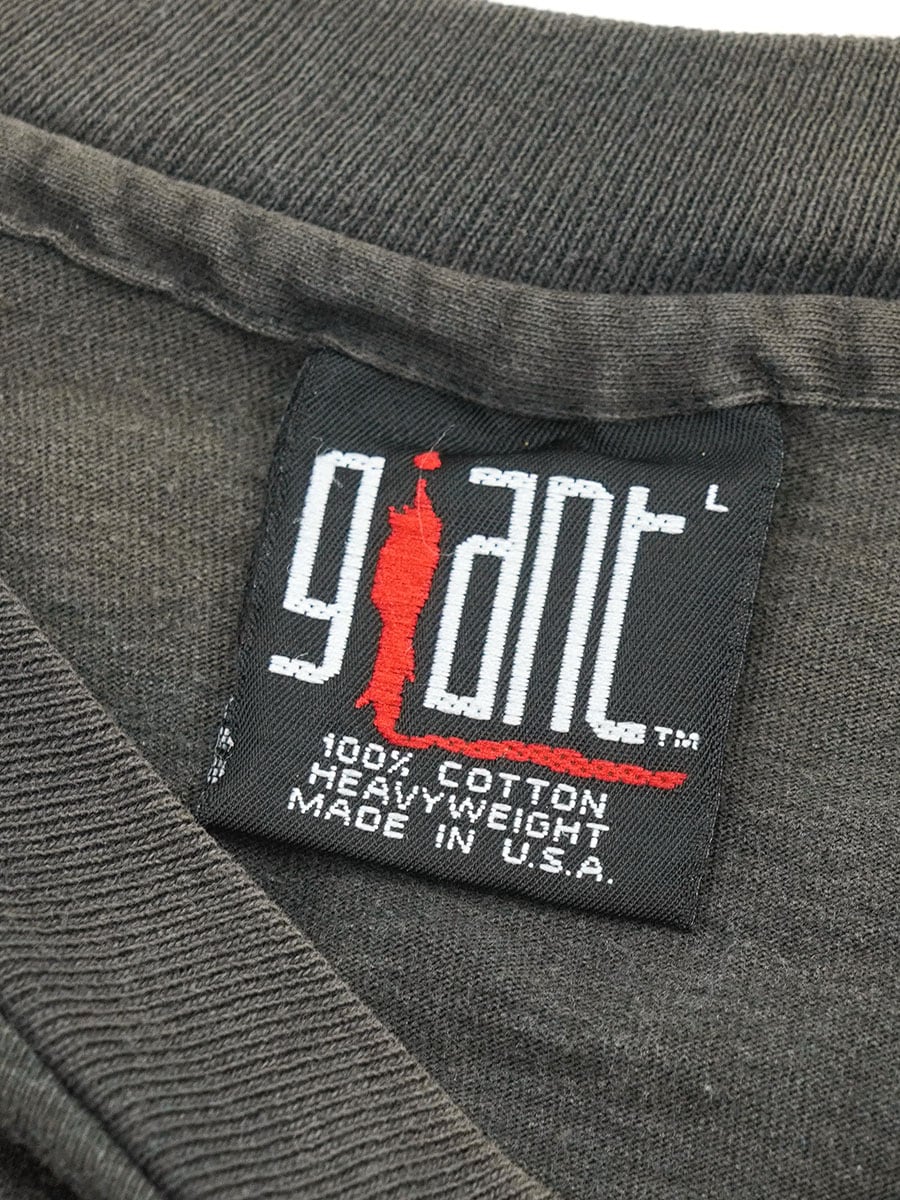 giant L
TM
100% COTTON
HEAVYWEIGHT
MADE IN U.S.A.